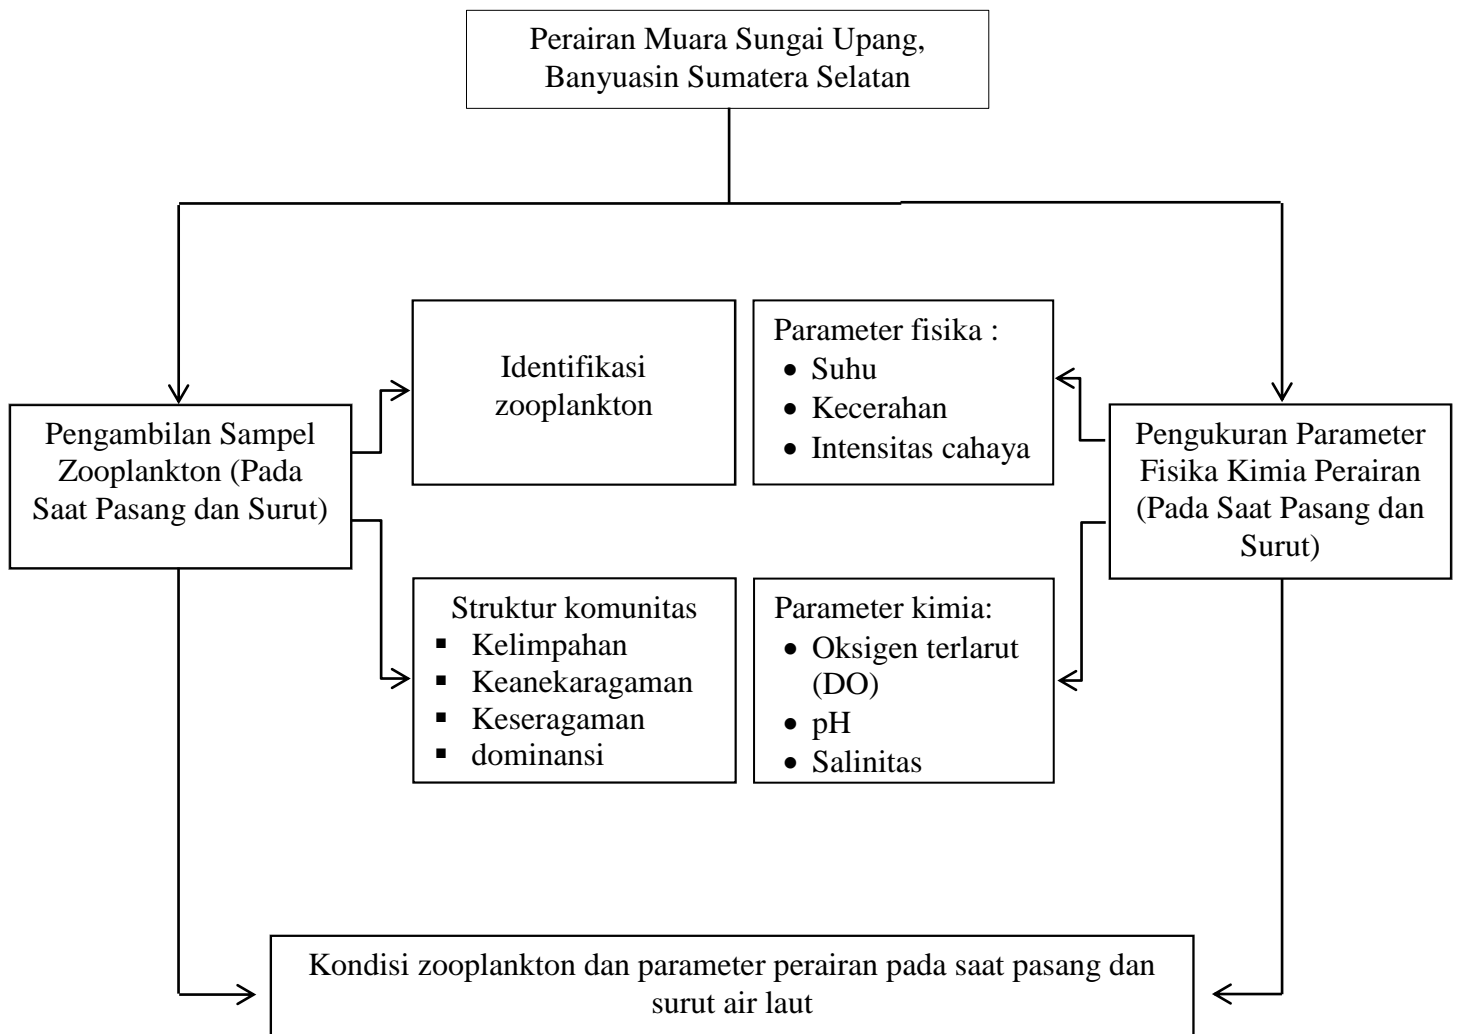 Perairan Muara Sungai Upang,
Banyuasin Sumatera Selatan
Pengambilan Sampel
Zooplankton (Pada
Saat Pasang dan Surut)
Identifikasi
zooplankton
Struktur komunitas
▪ Kelimpahan
▪ Keanekaragaman
▪ Keseragaman
▪ dominansi
Parameter fisika :
• Suhu
• Kecerahan
• Intensitas cahaya
Parameter kimia:
• Oksigen terlarut
(DO)
• pH
• Salinitas
Pengukuran Parameter
Fisika Kimia Perairan
(Pada Saat Pasang dan
Surut)
Kondisi zooplankton dan parameter perairan pada saat pasang dan
surut air laut